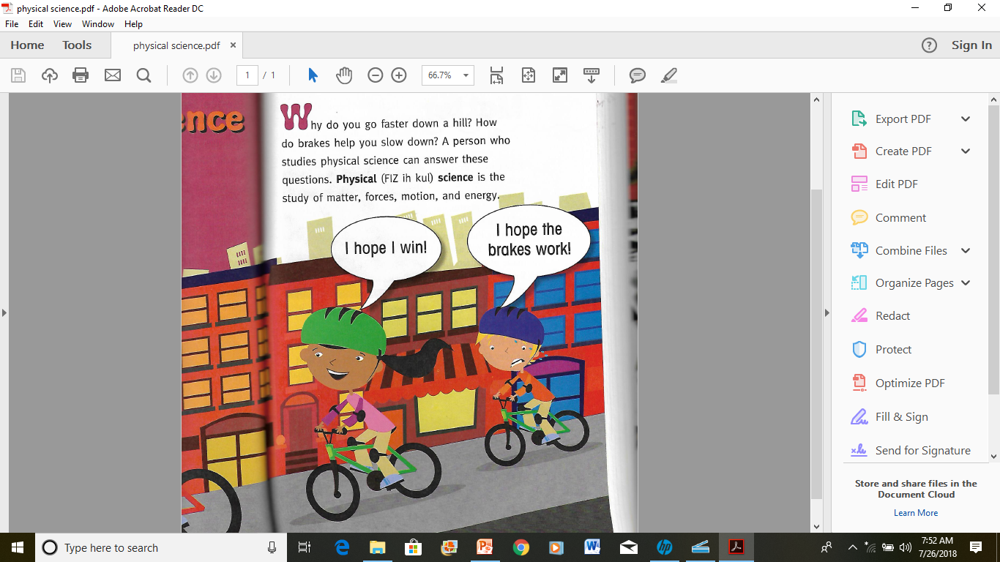 physical science.pdf - Adobe Acrobat Reader DC
File Edit View Window Help
Home Tools physical science.pdf × ? Sign In
1 / 1 66.7%
ence
Why do you go faster down a hill? How
do brakes help you slow down? A person who
studies physical science can answer these
questions. Physical (FIZ ih kul) science is the
study of matter, forces, motion, and energy.
I hope I win!
I hope the
brakes work!
Export PDF
Create PDF
Edit PDF
Comment
Combine Files
Organize Pages
Redact
Protect
Optimize PDF
Fill & Sign
Send for Signature
Store and share files in the
Document Cloud
Learn More
Type here to search
7:52 AM
7/26/2018